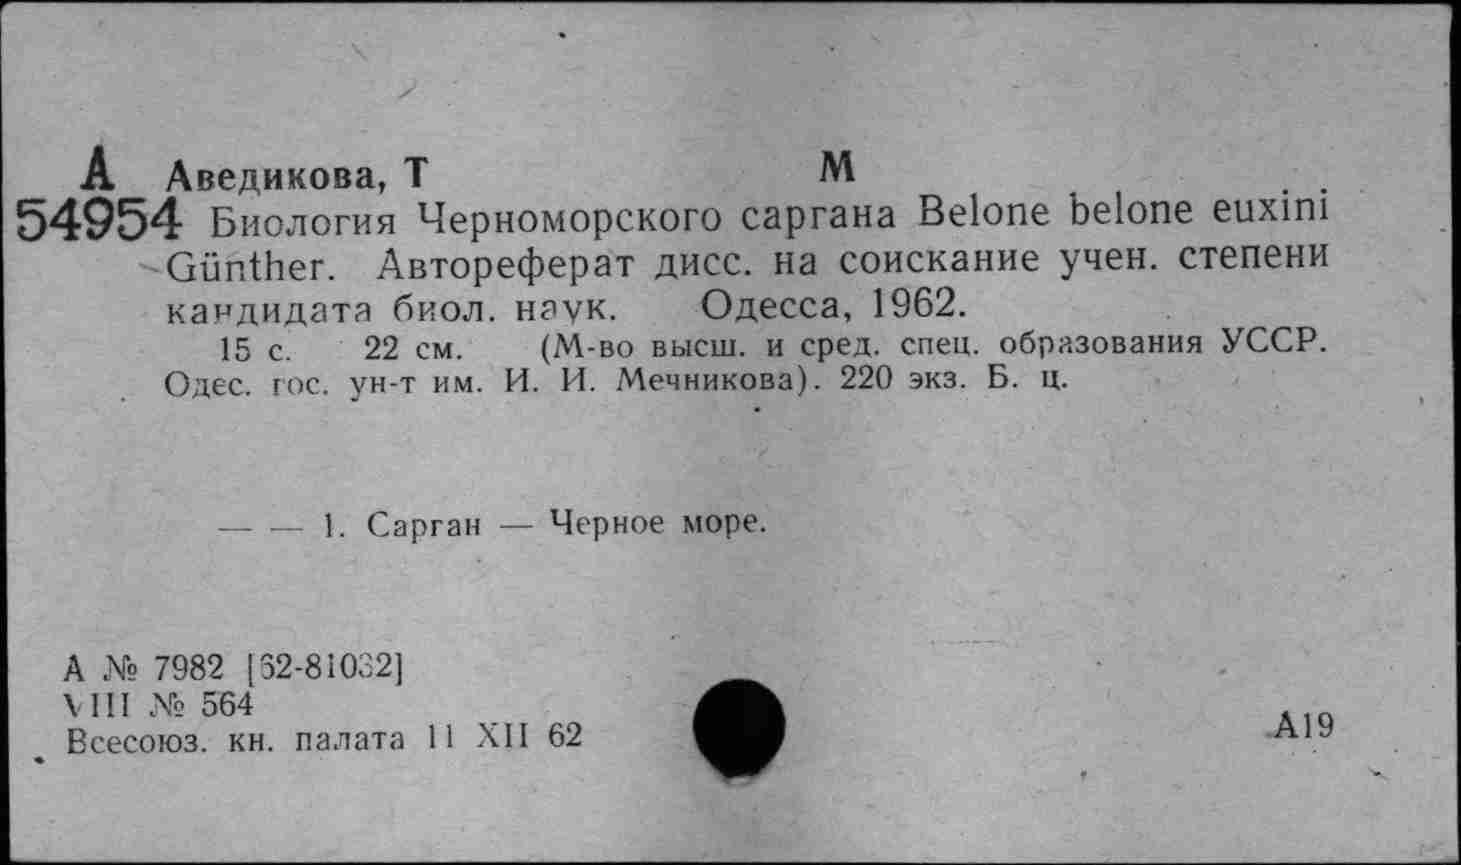 А Аведикова, Т М
54954 Биология Черноморского саргана Belone belone euxini
Günther. Автореферат дисс. на соискание учен. степени
кандидата биол. наук. Одесса, 1962.
15 с. 22 см. (М-во высш. и сред. спец. образования УССР.
Одес. гос. ун-т им. И. И. Мечникова). 220 экз. Б. ц.
— — 1. Сарган — Черное море.
А № 7982 [62-81032]
VIII № 564
Всесоюз. кн. палата 11 XII 62
А19